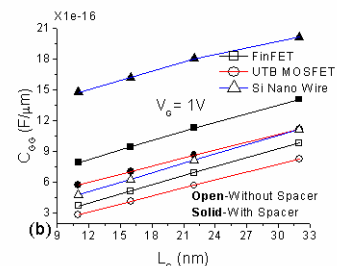 X1e-16
21
18
15
12
9
6
3
C_GG (F/μm)
FinFET
UTB MOSFET
Si Nano Wire
V_G = 1V
Open-Without Spacer
Solid-With Spacer
(b)
9 12 15 18 21 24 27 30 33
L_G (nm)